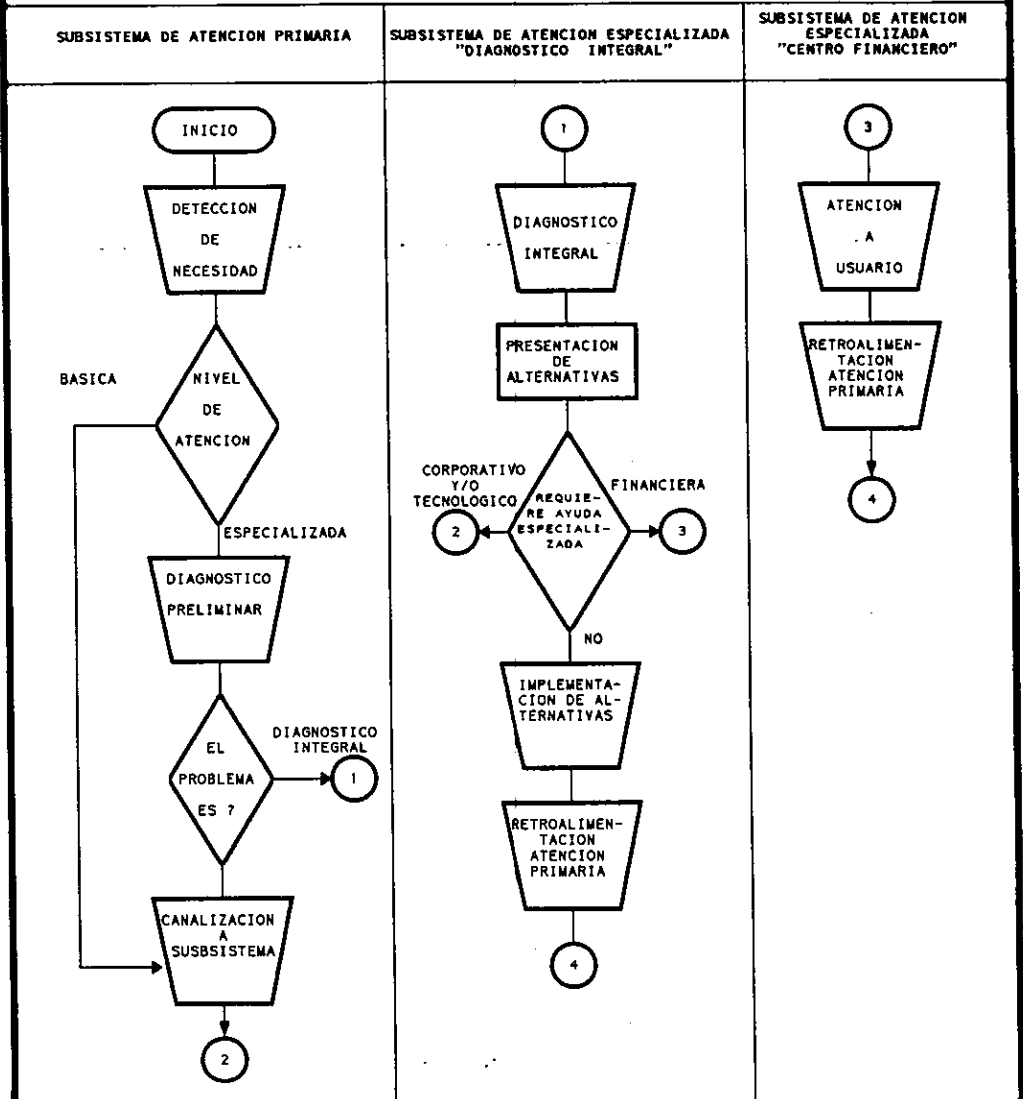 SUBSISTEMA DE ATENCION PRIMARIA
SUBSISTEMA DE ATENCION ESPECIALIZADA
"DIAGNOSTICO INTEGRAL"
SUBSISTEMA DE ATENCION
ESPECIALIZADA
"CENTRO FINANCIERO"
INICIO
DETECCION
DE
NECESIDAD
BASICA
NIVEL
DE
ATENCION
ESPECIALIZADA
DIAGNOSTICO
PRELIMINAR
EL
PROBLEMA
ES ?
DIAGNOSTICO
INTEGRAL
1
CANALIZACION
A
SUSBSISTEMA
2
1
DIAGNOSTICO
INTEGRAL
PRESENTACION
DE
ALTERNATIVAS
CORPORATIVO
Y/O
TECNOLOGICO
2
REQUIE-
RE AYUDA
ESPECIALI-
ZADA
FINANCIERA
3
NO
IMPLEMENTA-
CION DE AL-
TERNATIVAS
RETROALIMEN-
TACION
ATENCION
PRIMARIA
4
3
ATENCION
A
USUARIO
RETROALIMEN-
TACION
ATENCION
PRIMARIA
4